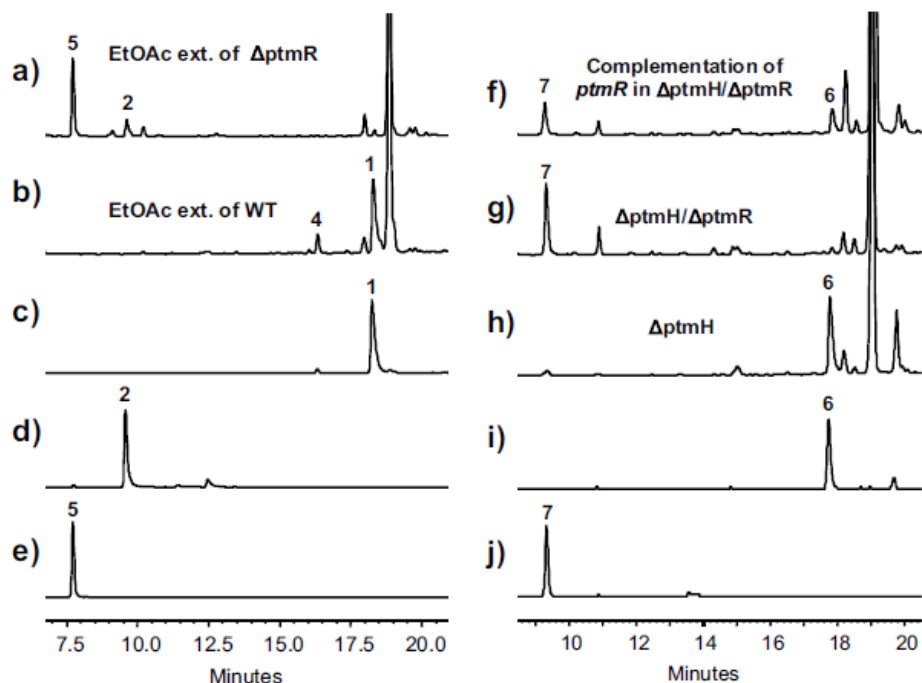 a)
5
EtOAc ext. of ΔptmR
2
b)
EtOAc ext. of WT
4
1
c)
1
d)
2
e)
5
7.5 10.0 12.5 15.0 17.5 20.0
Minutes
f)
7
Complementation of
ptmR in ΔptmH/ΔptmR
6
g)
7
ΔptmH/ΔptmR
h)
ΔptmH
6
i)
6
j)
7
10 12 14 16 18 20
Minutes